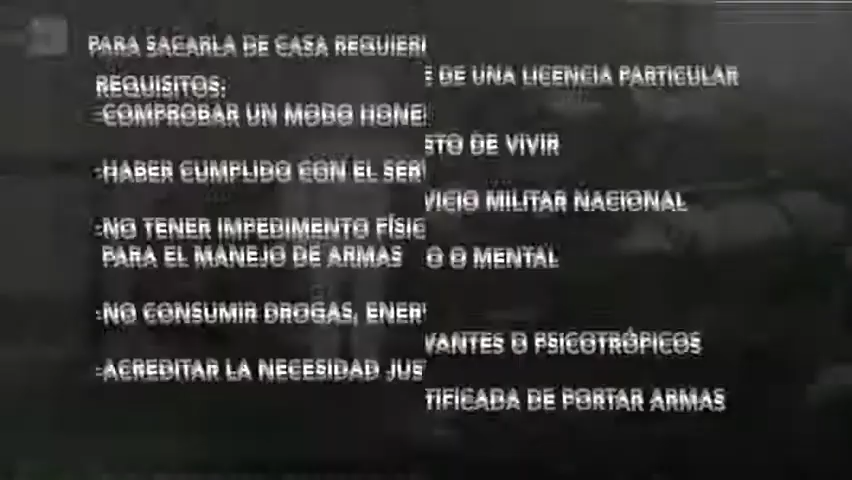 PARA SACARLA DE CASA REQUIERE DE UNA LICENCIA PARTICULAR
REQUISITOS:
-COMPROBAR UN MODO HONESTO DE VIVIR
-HABER CUMPLIDO CON EL SERVICIO MILITAR NACIONAL
-NO TENER IMPEDIMENTO FÍSICO O MENTAL
PARA EL MANEJO DE ARMAS
-NO CONSUMIR DROGAS, ENERVANTES O PSICOTRÓPICOS
-ACREDITAR LA NECESIDAD JUSTIFICADA DE PORTAR ARMAS